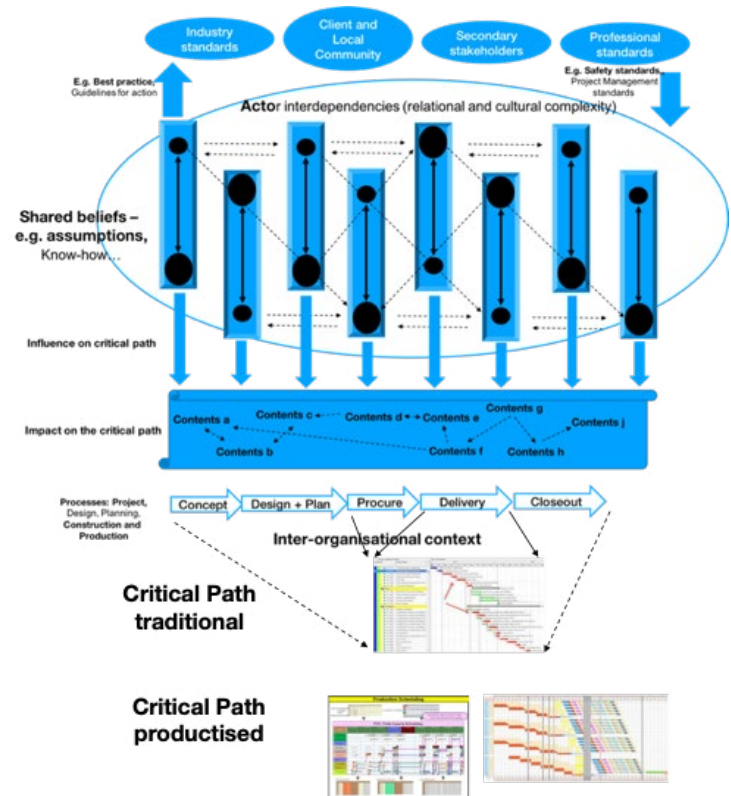 Industry
standards
Client and
Local
Community
Secondary
stakeholders
Professional
standards
E.g. Best practice,
Guidelines for action
E.g. Safety standards,
Project Management
standards
Actor interdependencies (relational and cultural complexity)
Shared beliefs –
e.g. assumptions,
Know-how…
Influence on critical path
Impact on the critical path
Contents a
Contents b
Contents c
Contents d
Contents e
Contents f
Contents g
Contents h
Contents j
Processes: Project,
Design, Planning,
Construction and
Production
Concept
Design + Plan
Procure
Delivery
Closeout
Inter-organisational context
Critical Path
traditional
Critical Path
productised
Production Scheduling